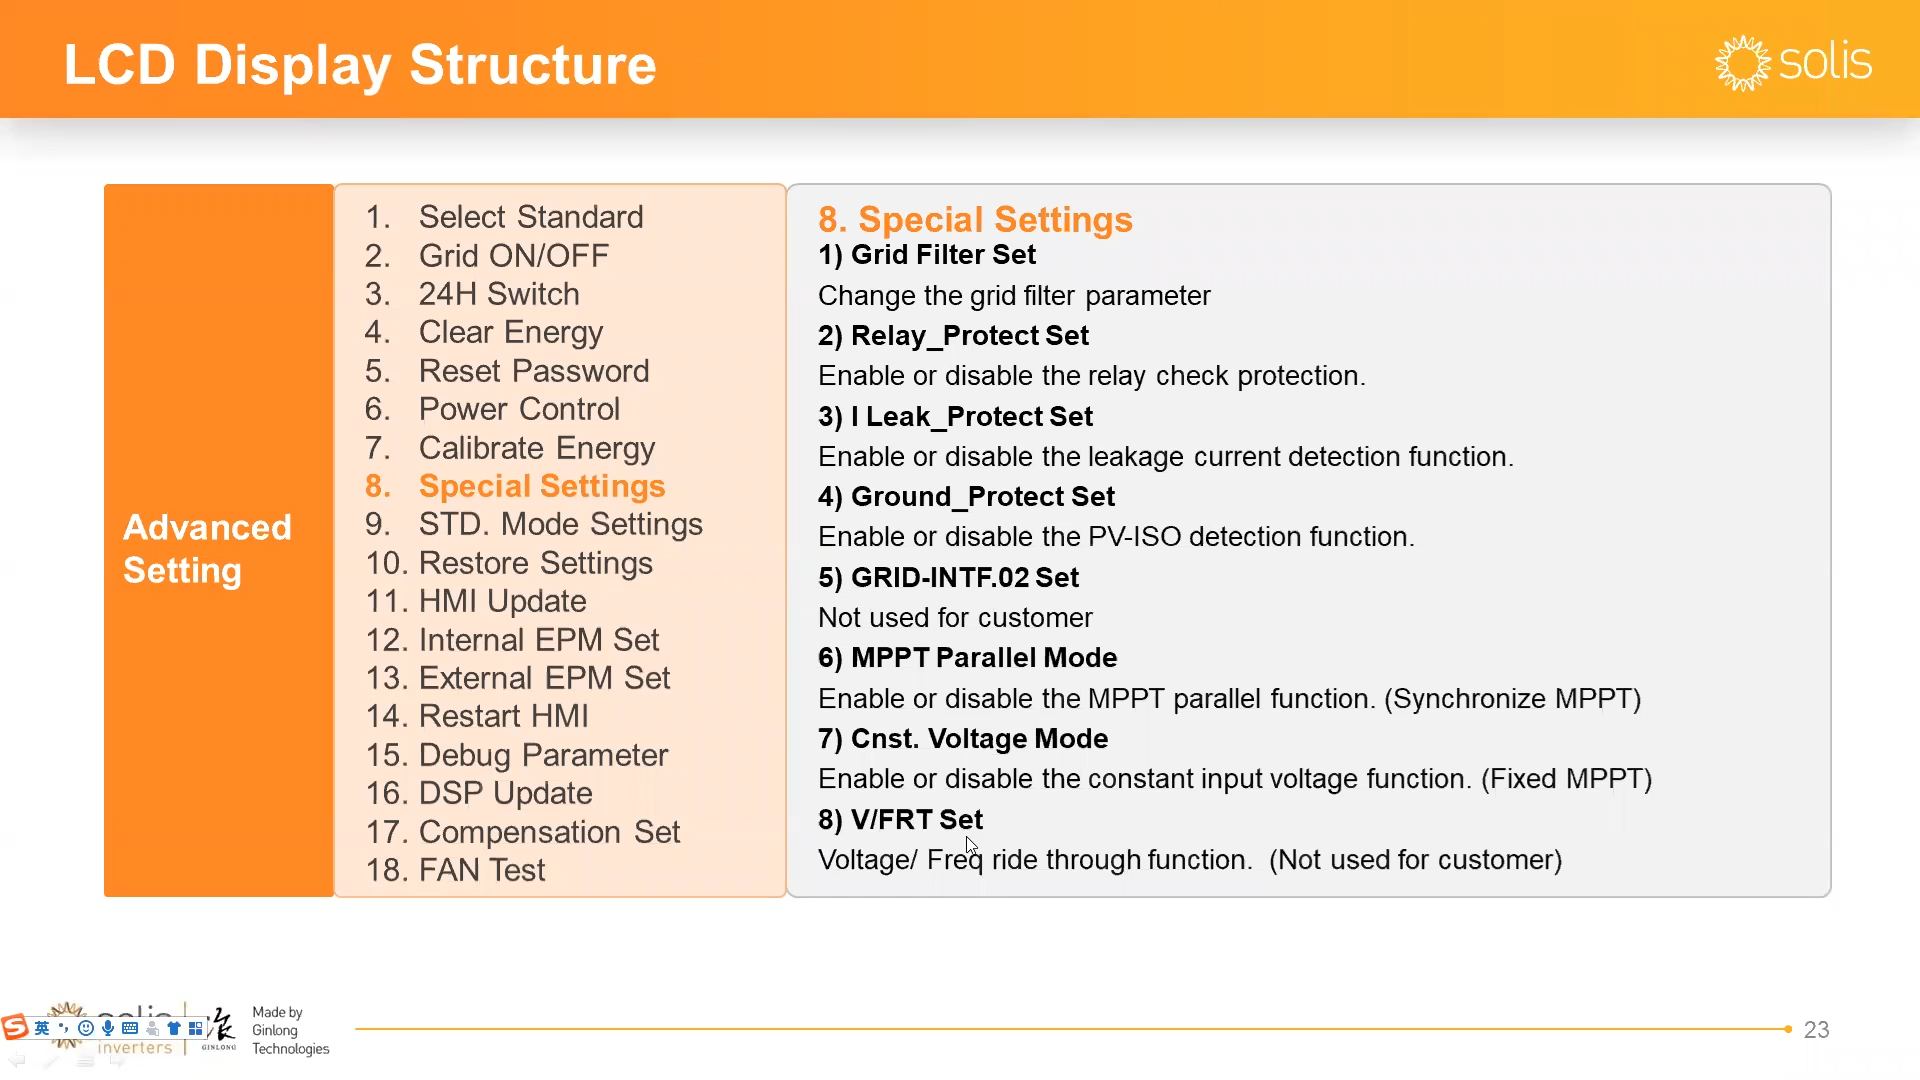 LCD Display Structure
solis
Advanced
Setting
1. Select Standard
2. Grid ON/OFF
3. 24H Switch
4. Clear Energy
5. Reset Password
6. Power Control
7. Calibrate Energy
8. Special Settings
9. STD. Mode Settings
10. Restore Settings
11. HMI Update
12. Internal EPM Set
13. External EPM Set
14. Restart HMI
15. Debug Parameter
16. DSP Update
17. Compensation Set
18. FAN Test
8. Special Settings
1) Grid Filter Set
Change the grid filter parameter
2) Relay_Protect Set
Enable or disable the relay check protection.
3) I Leak_Protect Set
Enable or disable the leakage current detection function.
4) Ground_Protect Set
Enable or disable the PV-ISO detection function.
5) GRID-INTF.02 Set
Not used for customer
6) MPPT Parallel Mode
Enable or disable the MPPT parallel function. (Synchronize MPPT)
7) Cnst. Voltage Mode
Enable or disable the constant input voltage function. (Fixed MPPT)
8) V/FRT Set
Voltage/ Freq ride through function. (Not used for customer)
英
inverters
GINLONG
Made by
Ginlong
Technologies
23